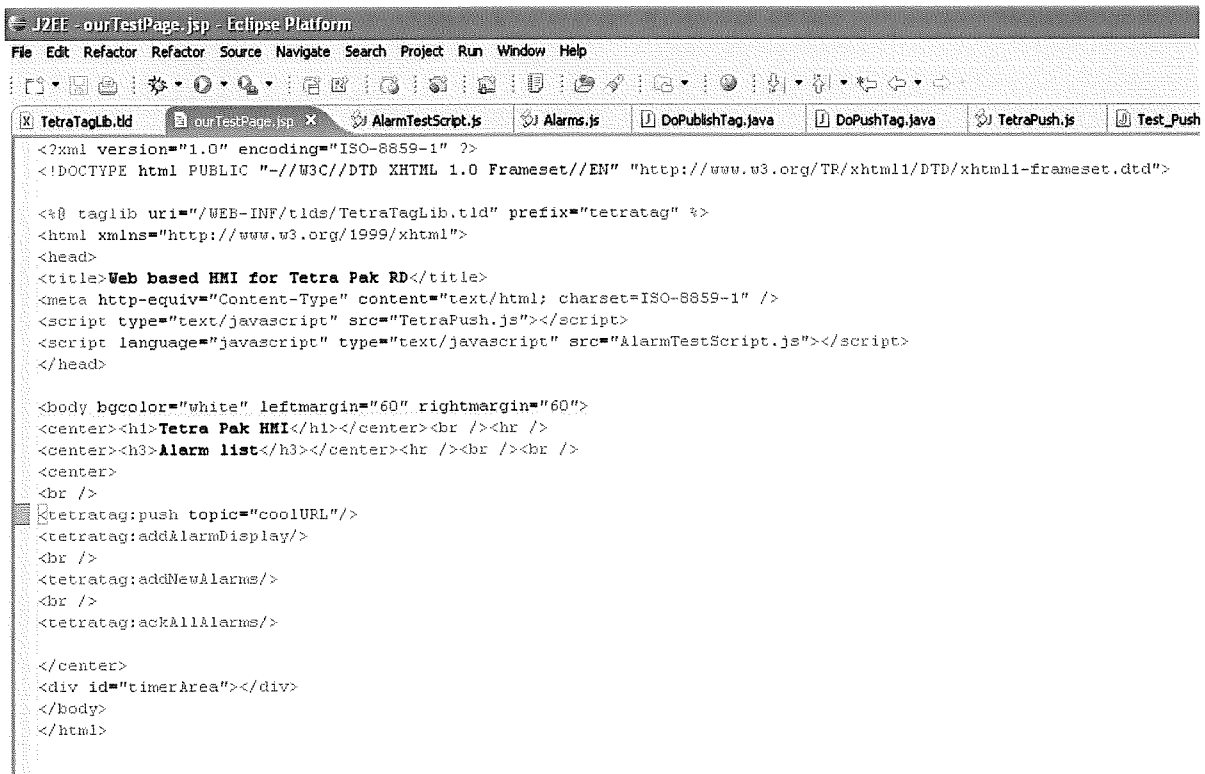 J2EE - ourTestPage.jsp - Eclipse Platform
File Edit Refactor Refactor Source Navigate Search Project Run Window Help
TetraTagLib.tld ourTestPage.jsp AlarmTestScript.js Alarms.js DoPublishTag.java DoPushTag.java TetraPush.js Test_Push
<?xml version="1.0" encoding="ISO-8859-1" ?>
<!DOCTYPE html PUBLIC "-//W3C//DTD XHTML 1.0 Frameset//EN" "http://www.w3.org/TR/xhtml1/DTD/xhtml1-frameset.dtd">
<%@ taglib uri="/WEB-INF/tlds/TetraTagLib.tld" prefix="tetratag" %>
<html xmlns="http://www.w3.org/1999/xhtml">
<head>
<title>Web based HMI for Tetra Pak RD</title>
<meta http-equiv="Content-Type" content="text/html; charset=ISO-8859-1" />
<script type="text/javascript" src="TetraPush.js"></script>
<script language="javascript" type="text/javascript" src="AlarmTestScript.js"></script>
</head>
<body bgcolor="white" leftmargin="60" rightmargin="60">
<center><h1>Tetra Pak HMI</h1></center><br /><hr />
<center><h3>Alarm list</h3></center><hr /><br /><br />
<center>
<br />
<tetratag:push topic="coolURL"/>
<tetratag:addAlarmDisplay/>
<br />
<tetratag:addNewAlarms/>
<br />
<tetratag:ackAllAlarms/>
</center>
<div id="timerArea"></div>
</body>
</html>